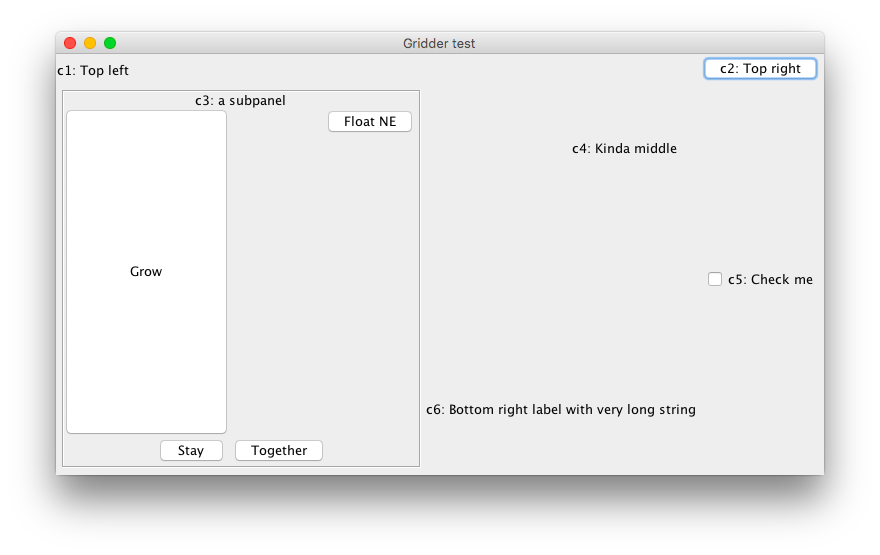 Gridder test
c1: Top left
c2: Top right
c3: a subpanel
Float NE
c4: Kinda middle
Grow
c5: Check me
c6: Bottom right label with very long string
Stay
Together